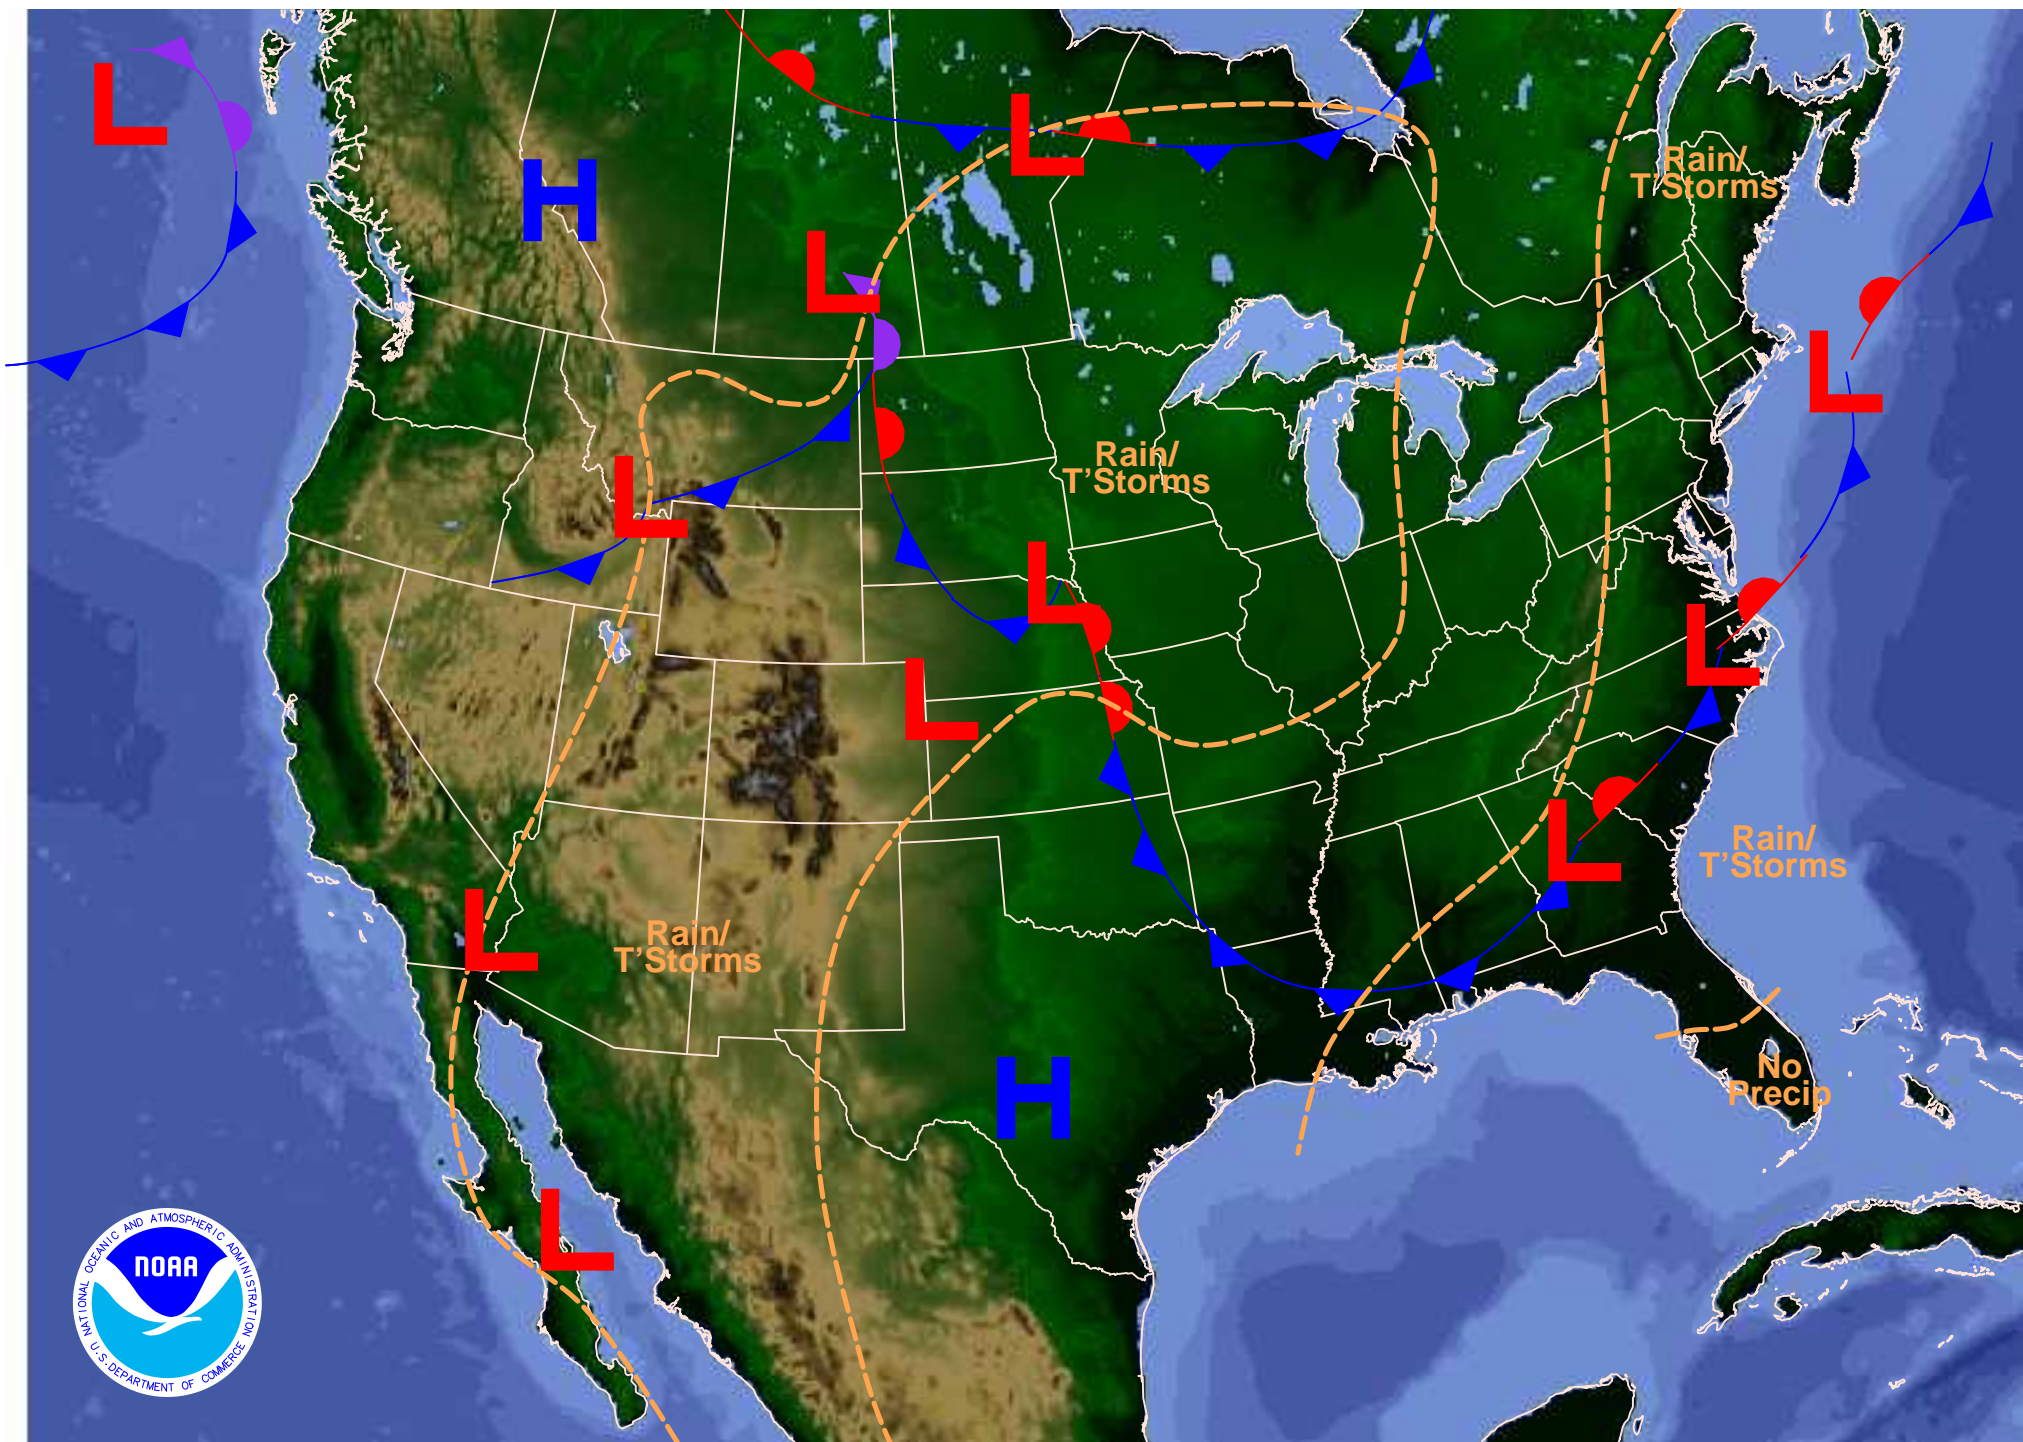 L
H
L
Rain/
T'Storms
L
L
Rain/
T'Storms
L
L
L
L
L
Rain/
T'Storms
L
Rain/
T'Storms
H
No
Precip
L
NATIONAL OCEANIC AND ATMOSPHERIC ADMINISTRATION
NOAA
U.S. DEPARTMENT OF COMMERCE